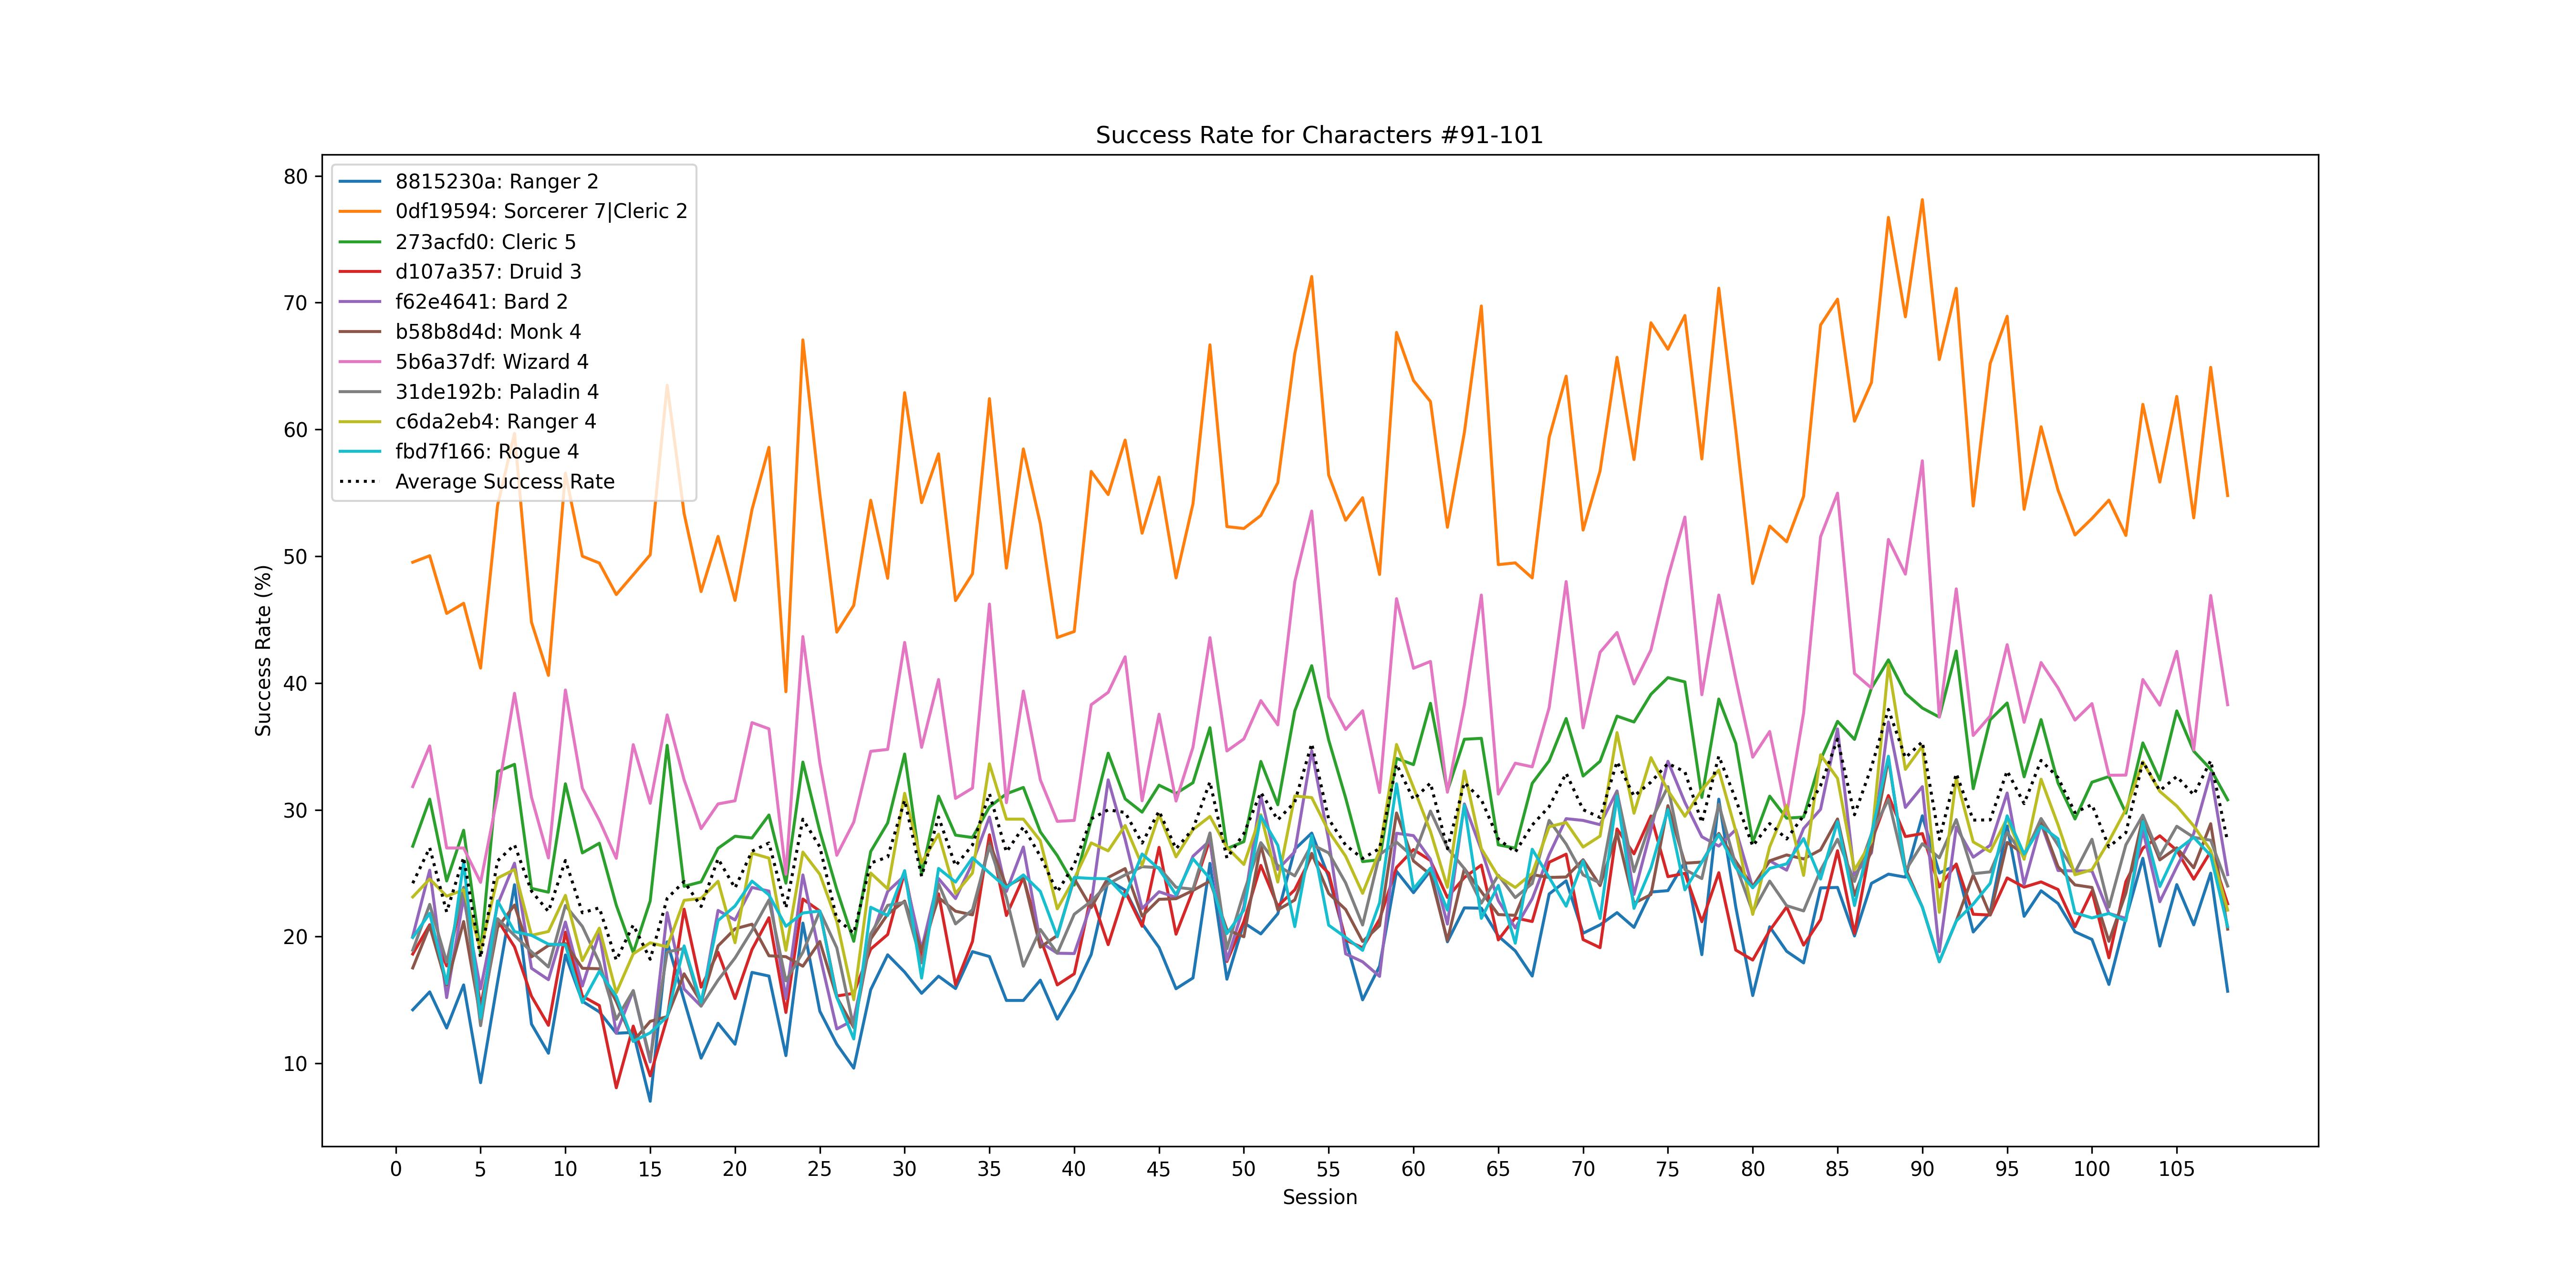 Success Rate for Characters #91-101
80
70
60
50
40
30
20
10
Success Rate (%)
8815230a: Ranger 2
0df19594: Sorcerer 7|Cleric 2
273acfd0: Cleric 5
d107a357: Druid 3
f62e4641: Bard 2
b58b8d4d: Monk 4
5b6a37df: Wizard 4
31de192b: Paladin 4
c6da2eb4: Ranger 4
fbd7f166: Rogue 4
Average Success Rate
0 5 10 15 20 25 30 35 40 45 50 55 60 65 70 75 80 85 90 95 100 105
Session